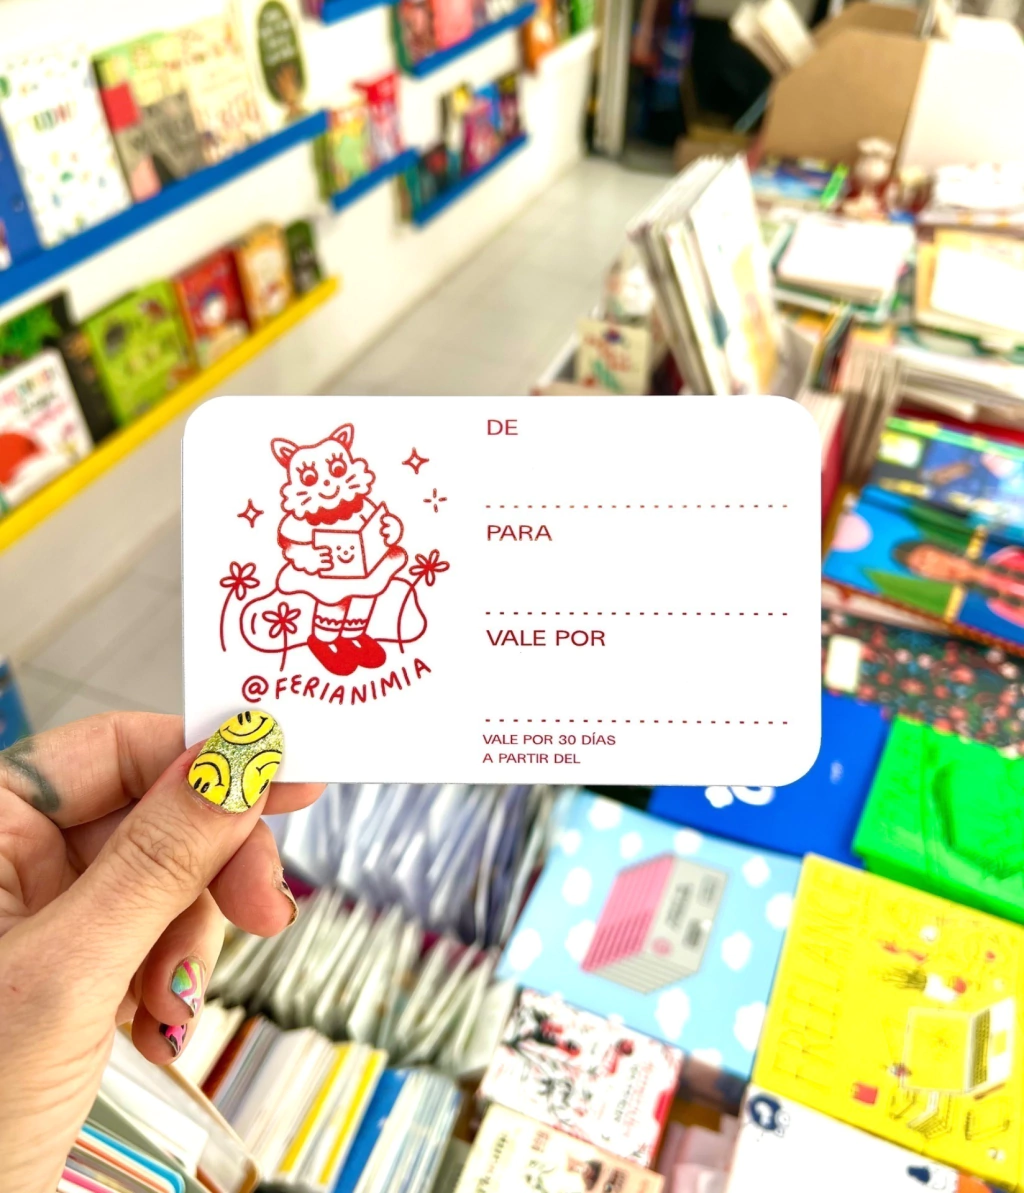 DE
PARA
VALE POR
VALE POR 30 DÍAS
A PARTIR DEL
@FERIANIMIA